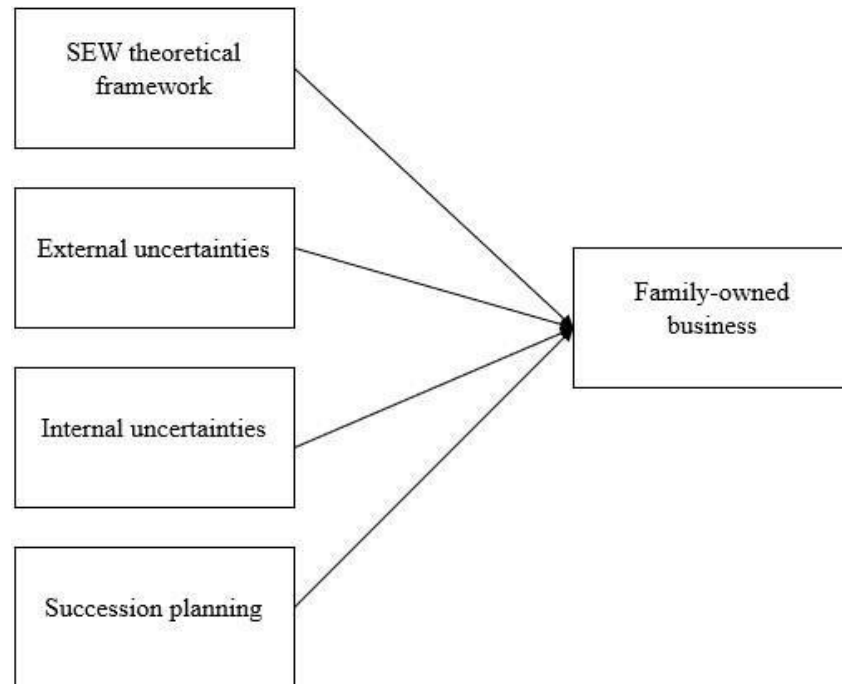 SEW theoretical
framework
External uncertainties
Family-owned
business
Internal uncertainties
Succession planning